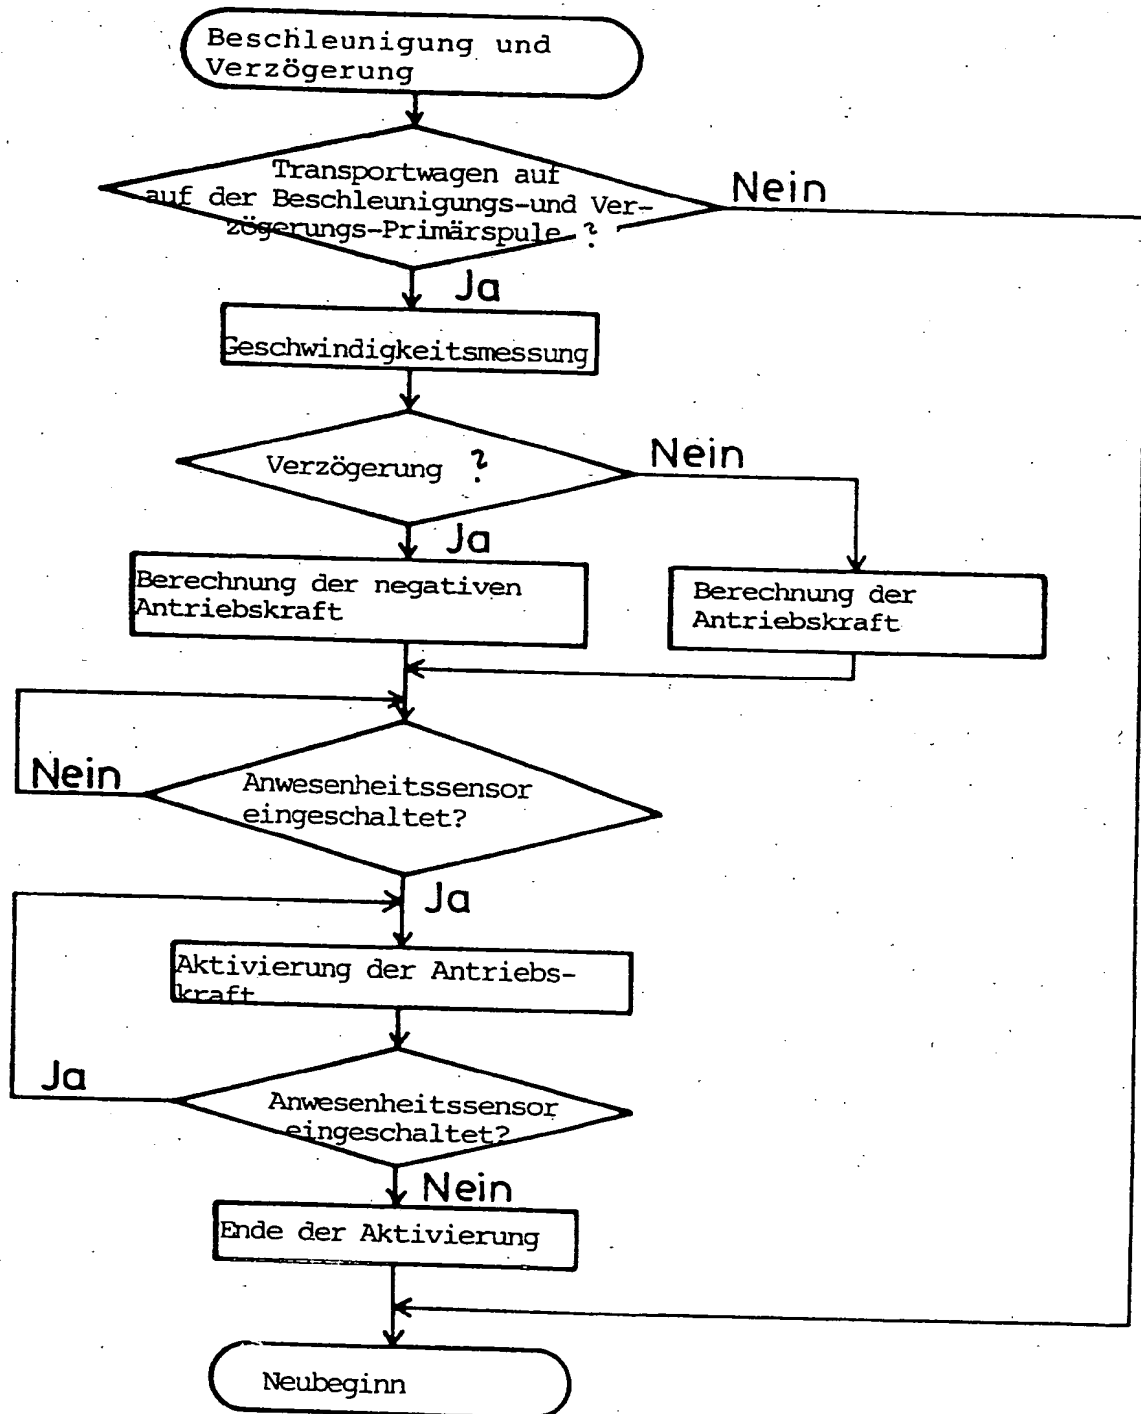 Beschleunigung und
Verzögerung
Transportwagen auf
auf der Beschleunigungs-und Ver-
zögerungs-Primärspule ?
Nein
Ja
Geschwindigkeitsmessung
Verzögerung ?
Nein
Ja
Berechnung der negativen
Antriebskraft
Berechnung der
Antriebskraft
Nein
Anwesenheitssensor
eingeschaltet?
Ja
Aktivierung der Antriebs-
kraft
Ja
Anwesenheitssensor
eingeschaltet?
Nein
Ende der Aktivierung
Neubeginn